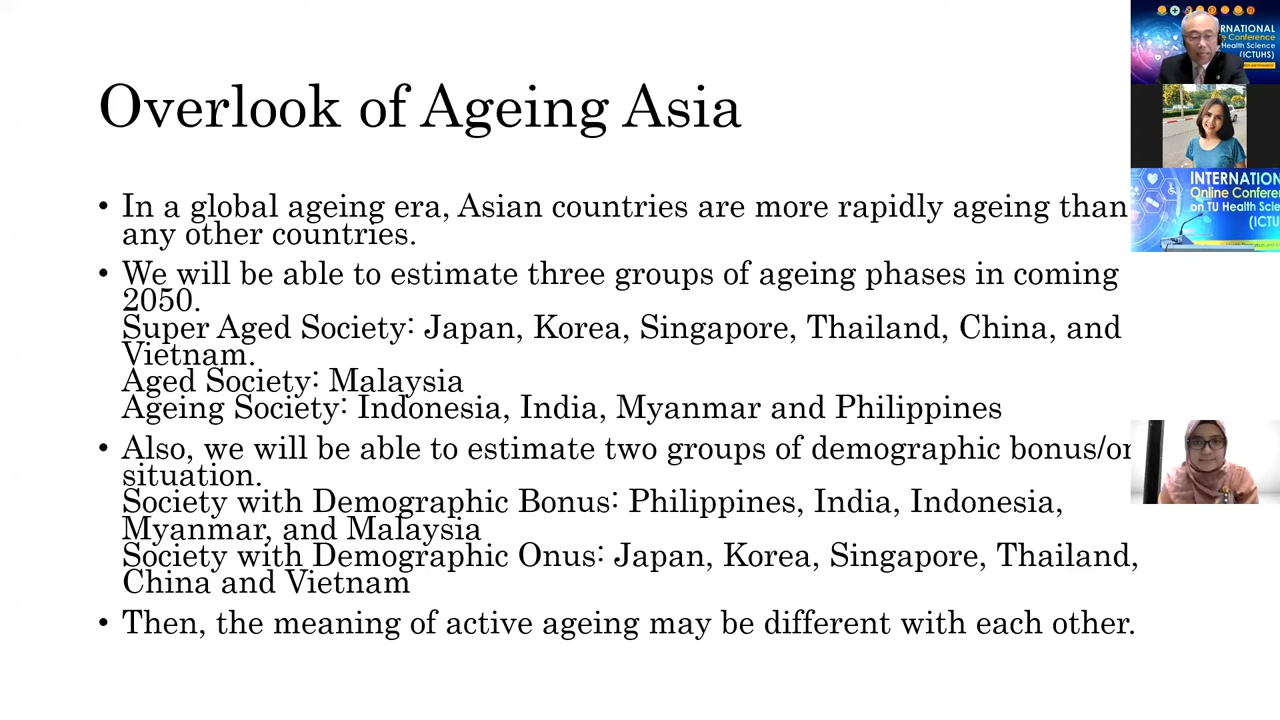 Overlook of Ageing Asia
• In a global ageing era, Asian countries are more rapidly ageing than
any other countries.
• We will be able to estimate three groups of ageing phases in coming
2050.
Super Aged Society: Japan, Korea, Singapore, Thailand, China, and
Vietnam.
Aged Society: Malaysia
Ageing Society: Indonesia, India, Myanmar and Philippines
• Also, we will be able to estimate two groups of demographic bonus/on
situation.
Society with Demographic Bonus: Philippines, India, Indonesia,
Myanmar, and Malaysia
Society with Demographic Onus: Japan, Korea, Singapore, Thailand,
China and Vietnam
• Then, the meaning of active ageing may be different with each other.
RNATIONAL
Conference
Health Science
(ICTUHS)
INTERNATION
Online Conferen
on TU Health Scie
(ICTU